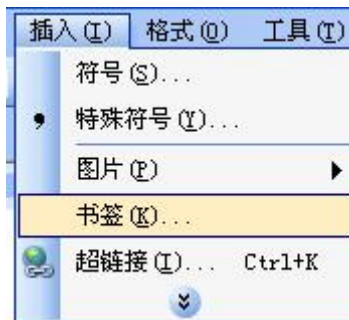 插入(I) 格式(O) 工具(T)
符号(S)...
特殊符号(Y)...
图片(P)
书签(K)...
超链接(I)... Ctrl+K